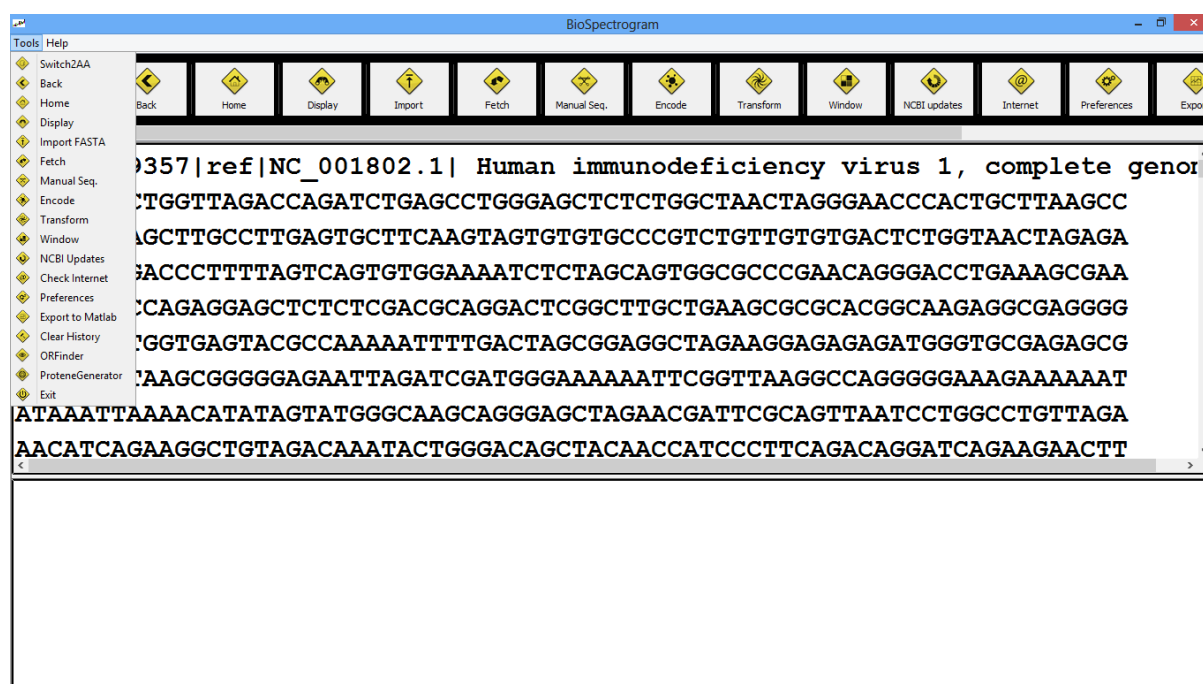 BioSpectrogram
Tools Help
Switch2AA
Back
Home
Display
Import FASTA
Fetch
Manual Seq.
Encode
Transform
Window
NCBI Updates
Check Internet
Preferences
Export to Matlab
Clear History
ORFinder
ProteneGenerator
Exit
Back Home Display Import Fetch Manual Seq. Encode Transform Window NCBI updates Internet Preferences Expor
9357|ref|NC_001802.1| Human immunodeficiency virus 1, complete genom
CTGGTTAGACCAGATCTGAGCCTGGGAGCTCTCTGGCTAACTAGGGAACCCACTGCTTAAGCC
AGCTTGCCTTGAGTGCTTCAAGTAGTGTGTGCCCGTCTGTTGTGTGACTCTGGTAACTAGAGA
GACCCTTTTAGTCAGTGTGGAAAATCTCTAGCAGTGGCGCCCGAACAGGGACCTGAAAGCGAA
CCAGAGGAGCTCTCTCGACGCAGGACTCGGCTTGCTGAAGCGCGCACGGCAAGAGGCGAGGGG
TGGTGAGTACGCCAAAAATTTTGACTAGCGGAGGCTAGAAGGAGAGAGATGGGTGCGAGAGCG
TAAGCGGGGGAGAATTAGATCGATGGGAAAAAATTCGGTTAAGGCCAGGGGGAAAGAAAAAAT
ATAAATTAAAACATATAGTATGGGCAAGCAGGGAGCTAGAACGATTCGCAGTTAATCCTGGCCTGTTAGA
AACATCAGAAGGCTGTAGACAAATACTGGGACAGCTACAACCATCCCTTCAGACAGGATCAGAAGAACTT